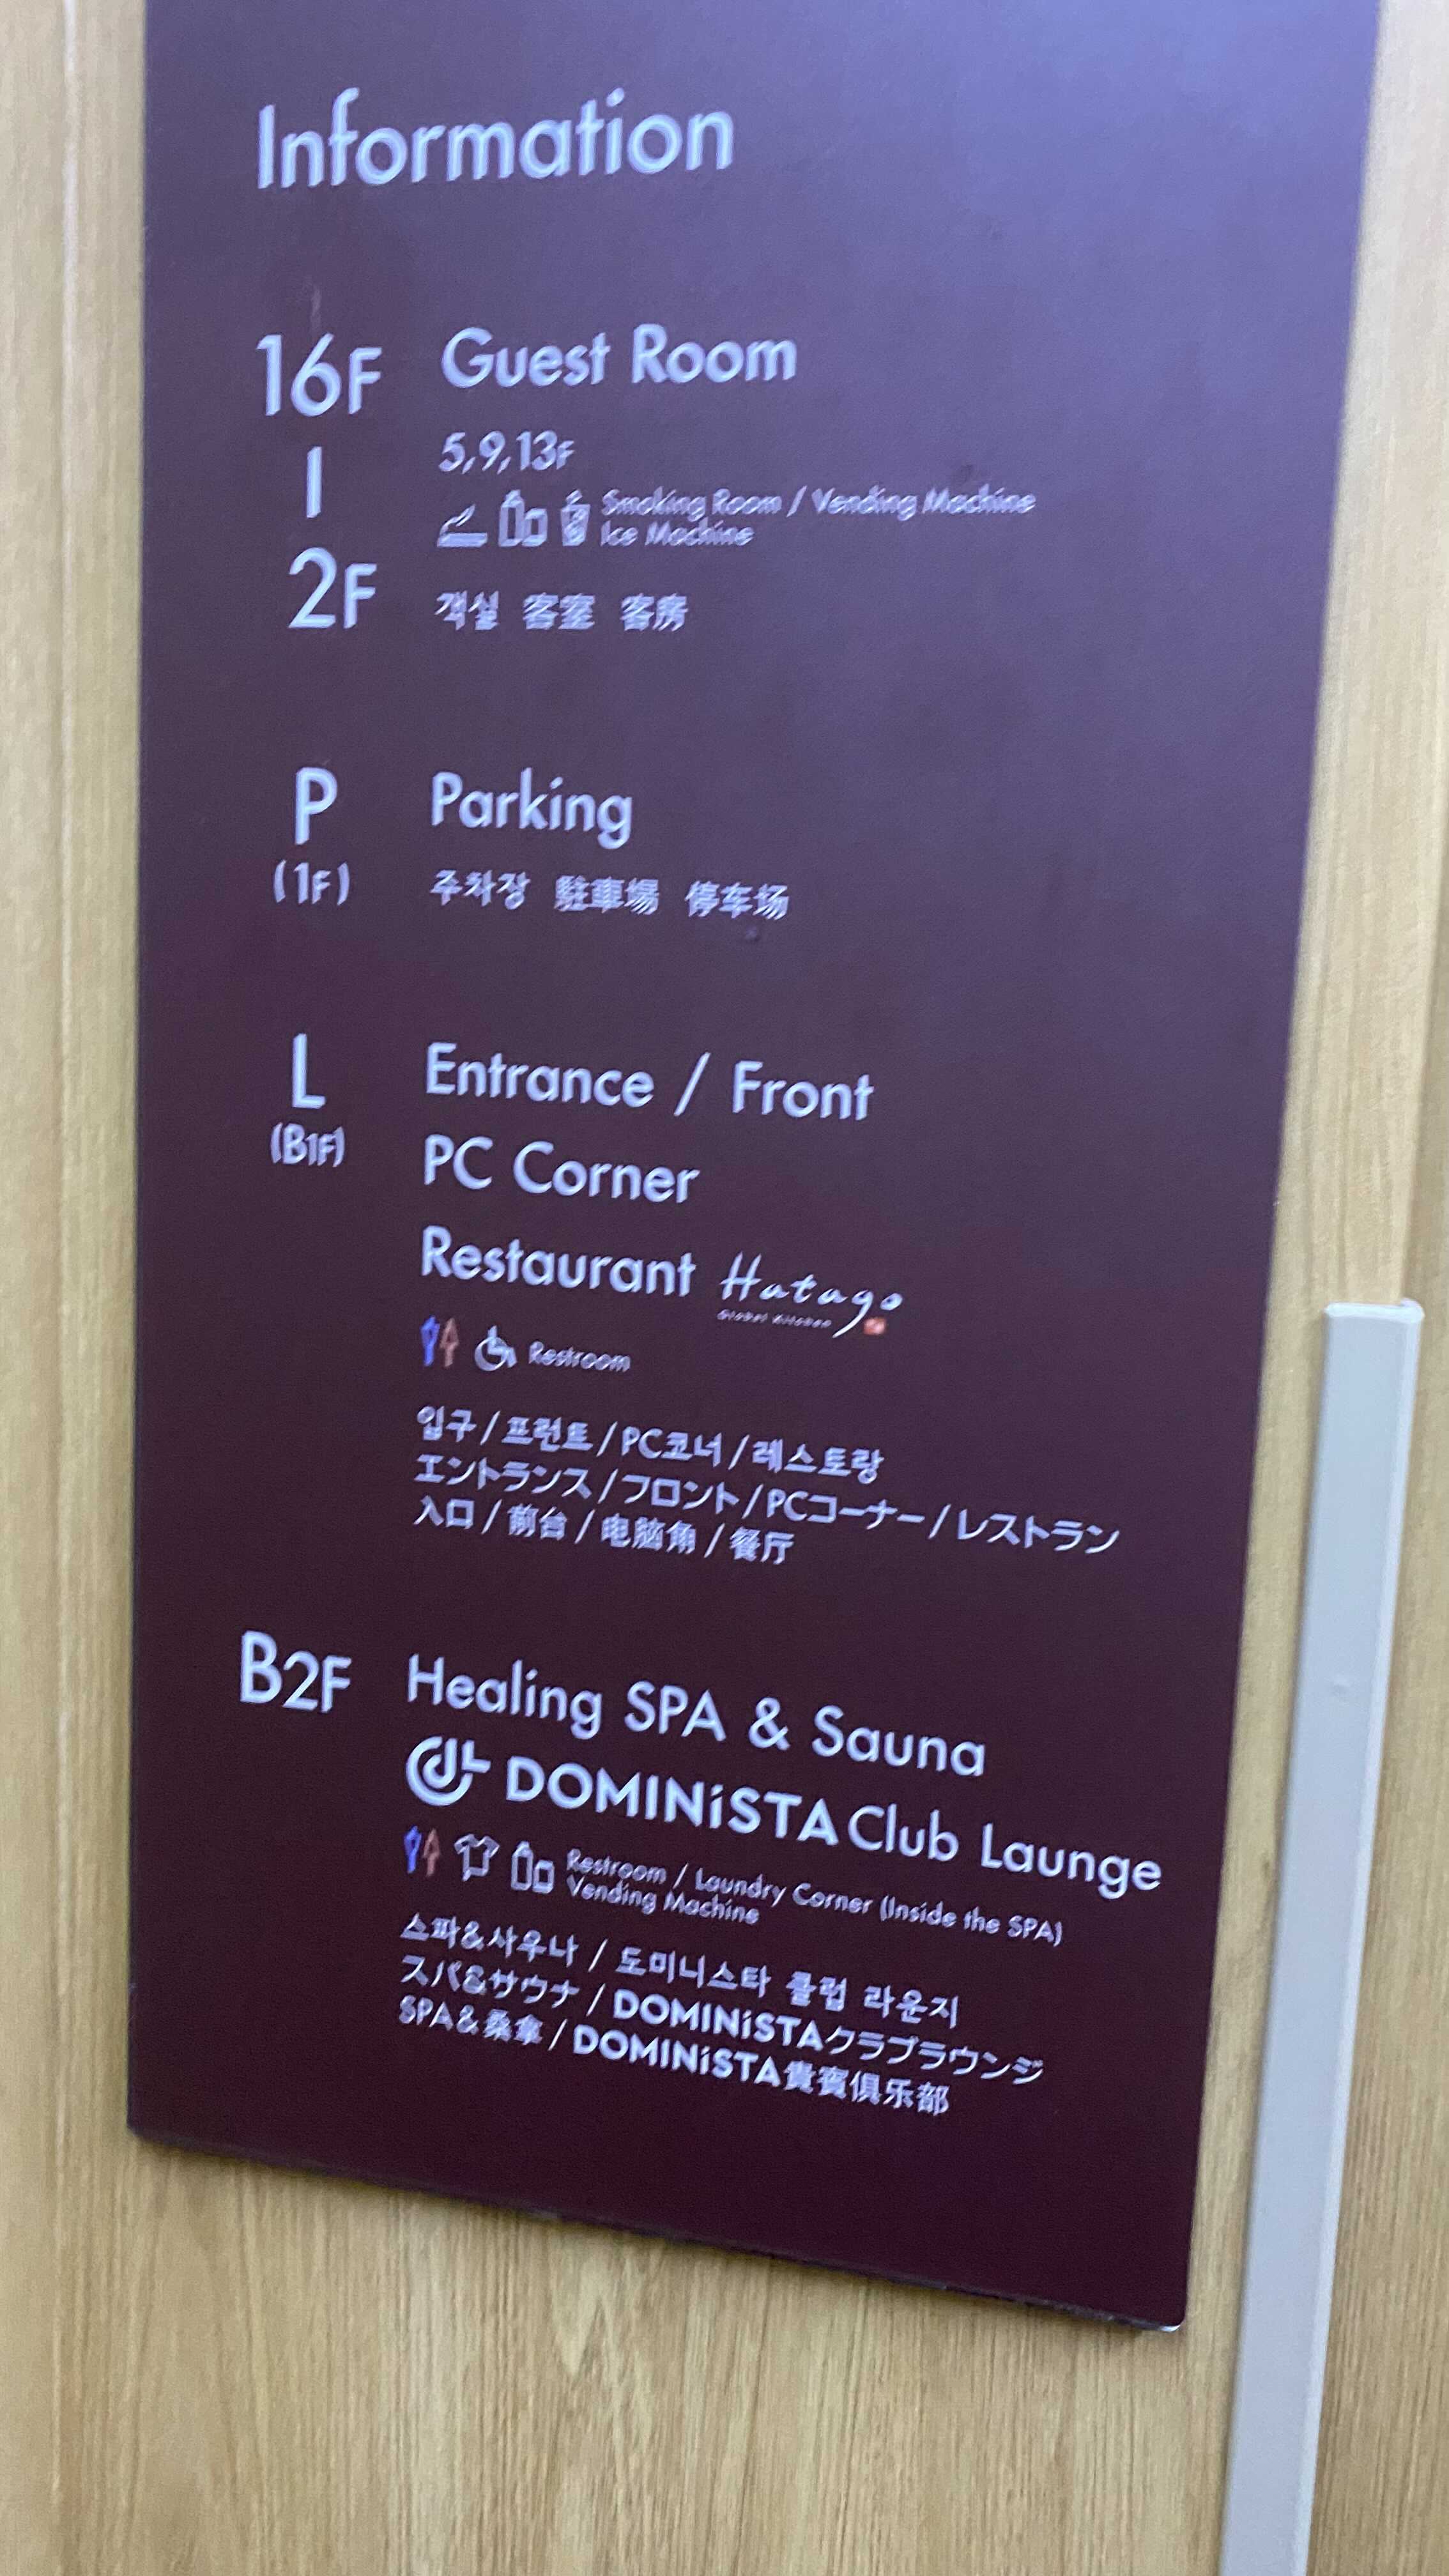 Information
16F
|
2F
Guest Room
5,9,13F
Smoking Room / Vending Machine
Ice Machine
객실 客室 客房
P
(1F)
Parking
주차장 駐車場 停车场
L
(B1F)
Entrance / Front
PC Corner
Restaurant Hatago
Global Kitchen
Restroom
입구 / 프런트 / PC코너 / 레스토랑
エントランス / フロント / PCコーナー / レストラン
入口 / 前台 / 电脑角 / 餐厅
B2F
Healing SPA & Sauna
DOMINiSTA Club Launge
Restroom / Laundry Corner (Inside the SPA)
Vending Machine
스파&사우나 / 도미니스타 클럽 라운지
スパ&サウナ / DOMINiSTAクラブラウンジ
SPA&桑拿 / DOMINiSTA貴賓俱乐部